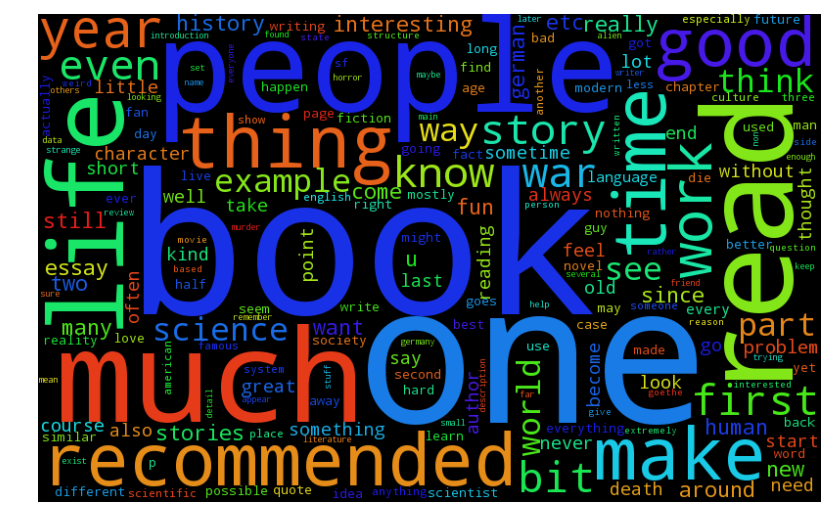 year
history
writing
interesting
etc
really
especially
future
later
weird
introduction
found
state
structure
alien
bad
got
good
people
even
little
others
looking
actually
set
name
sf
horror
maybe
everyone
happen
long
find
age
german
another
modern
lot
less
writer
think
chapter
culture
three
fan
day
data
strange
life
thing
show
page
fiction
way
story
going
fact
sometime
time
written
end
used
man
character
short
live
example
know
war
language
work
die
without
read
thought
side
enough
non
ever
well
take
come
mostly
english
right
fun
always
nothing
person
still
review
often
movie
based
murder
book
might
u
last
point
reading
guy
feel
novel
see
old
several
rather
better
question
keep
friend
essay
two
kind
half
since
many
seem
write
goes
help
may
someone
every
reason
science
remember
want
best
case
part
sure
reality
love
famous
society
germany
say
use
made
go
problem
yet
trying
mean
american
system
great
stuff
second
hard
author
description
become
look
much
one
world
far
goethe
first
interested
detail
appear
away
small
give
course
stories
place
something
everything
human
back
similar
also
literature
learn
never
extremely
start
word
recommended
bit
make
new
exist
p
death
around
need
different
scientific
possible
quote
idea
anything
scientist